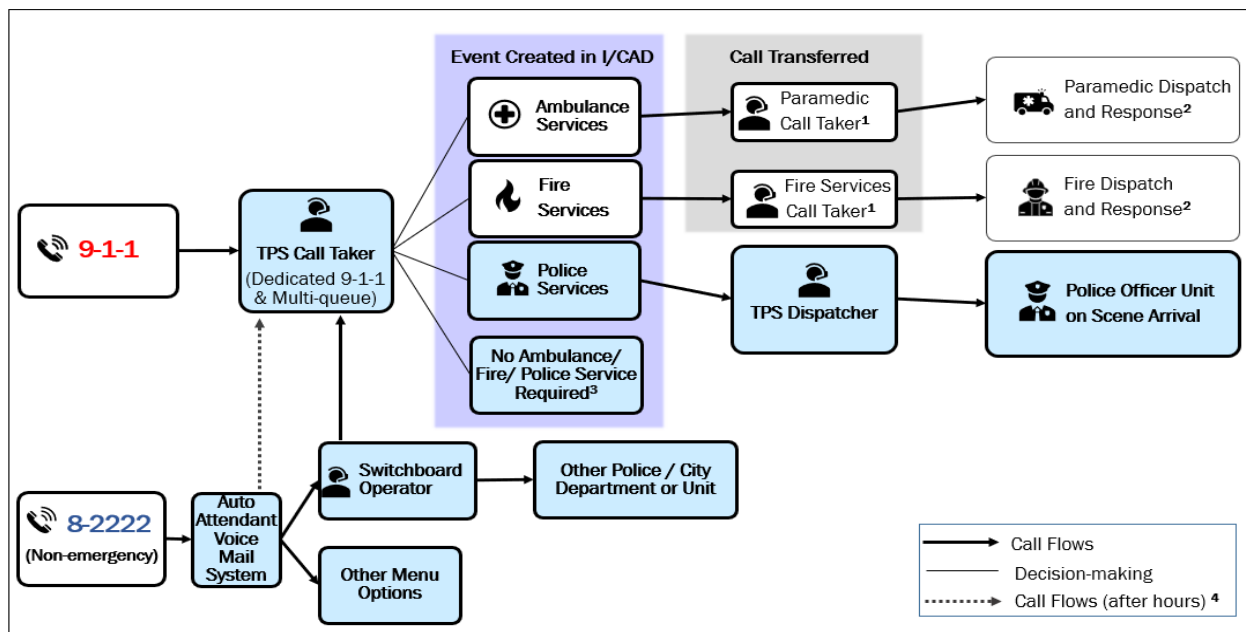 Event Created in I/CAD
Call Transferred
Ambulance
Services
Paramedic
Call Taker¹
Paramedic Dispatch
and Response²
Fire
Services
Fire Services
Call Taker¹
Fire Dispatch
and Response²
9-1-1
TPS Call Taker
(Dedicated 9-1-1
& Multi-queue)
Police
Services
TPS Dispatcher
Police Officer Unit
on Scene Arrival
No Ambulance/
Fire/ Police Service
Required³
Switchboard
Operator
Other Police / City
Department or Unit
8-2222
(Non-emergency)
Auto
Attendant
Voice
Mail
System
Other Menu
Options
Call Flows
Decision-making
Call Flows (after hours) ⁴